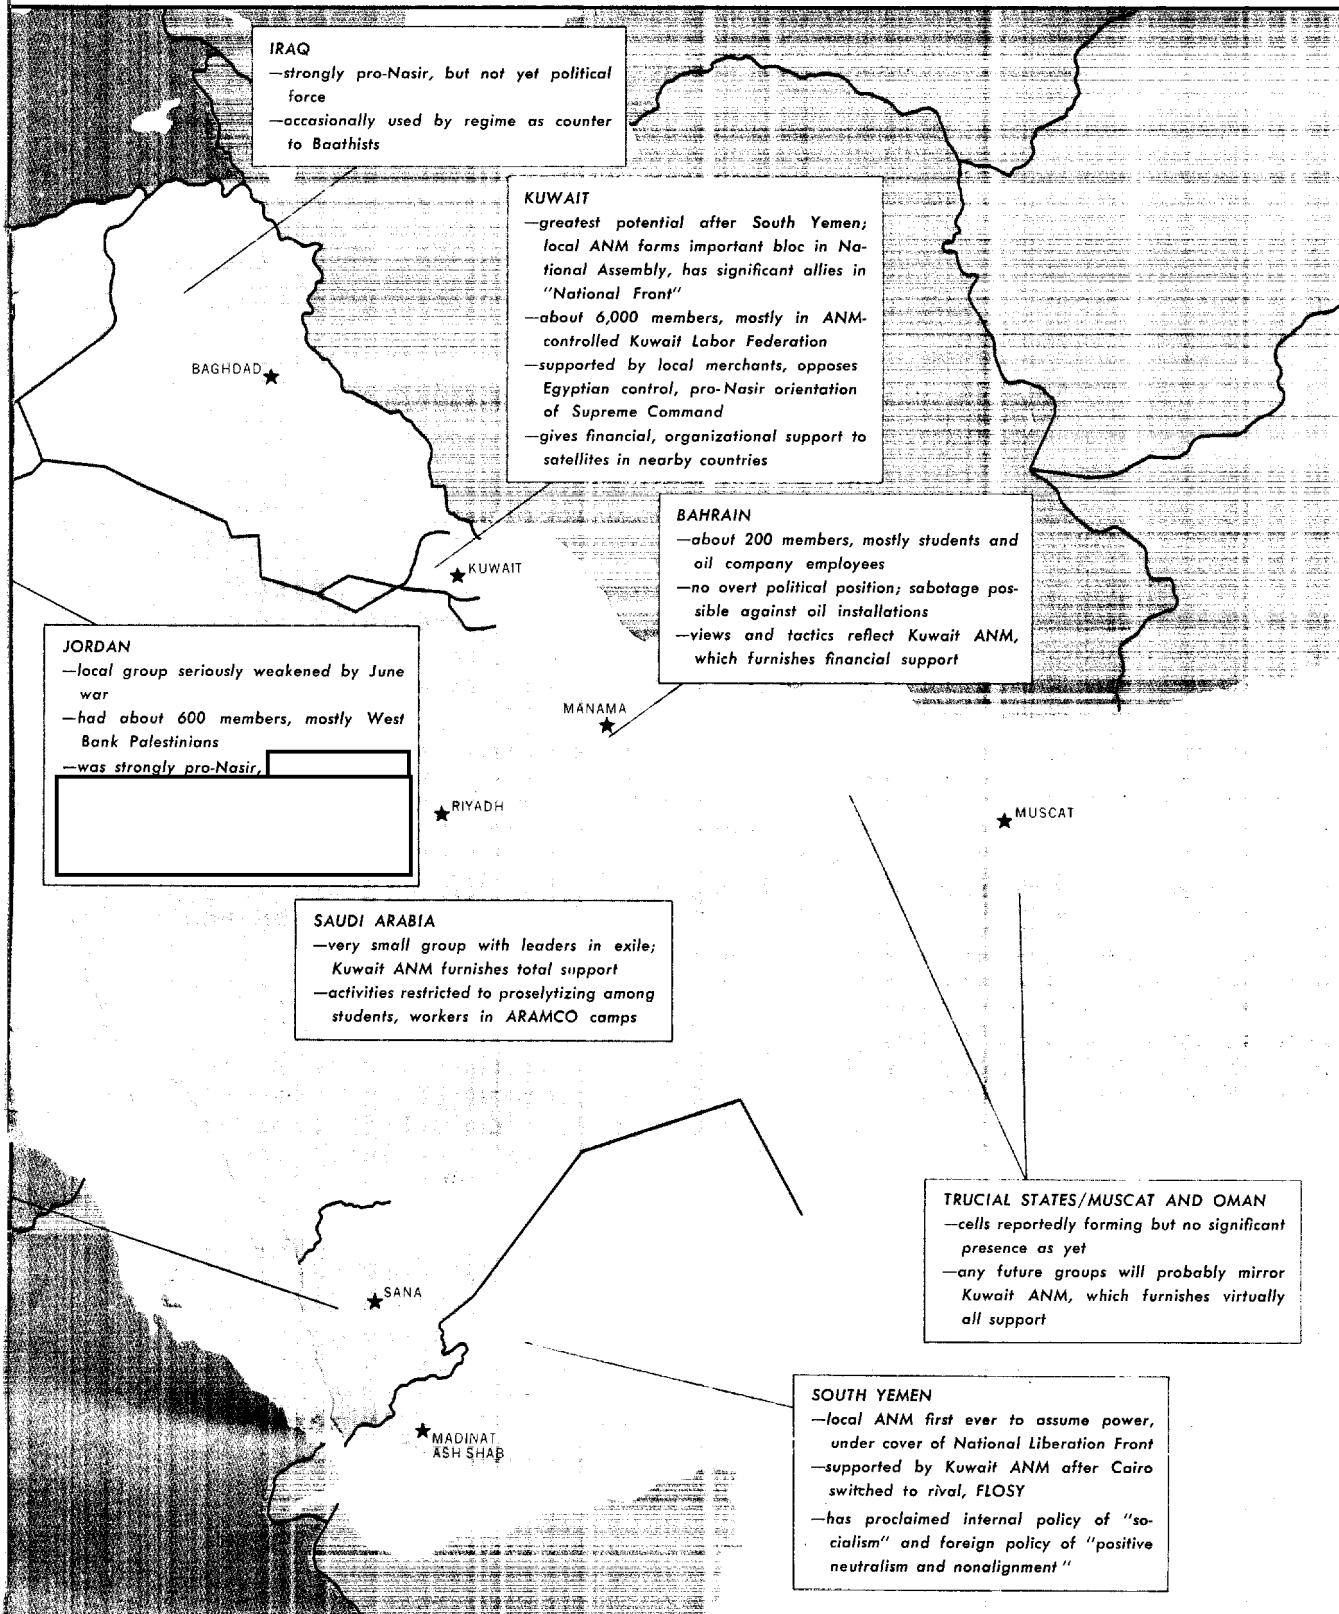 IRAQ
—strongly pro-Nasir, but not yet political
force
—occasionally used by regime as counter
to Baathists
KUWAIT
—greatest potential after South Yemen;
local ANM forms important bloc in Na-
tional Assembly, has significant allies in
"National Front"
—about 6,000 members, mostly in ANM-
controlled Kuwait Labor Federation
—supported by local merchants, opposes
Egyptian control, pro-Nasir orientation
of Supreme Command
—gives financial, organizational support to
satellites in nearby countries
BAGHDAD
BAHRAIN
—about 200 members, mostly students and
oil company employees
—no overt political position; sabotage pos-
sible against oil installations
—views and tactics reflect Kuwait ANM,
which furnishes financial support
KUWAIT
JORDAN
—local group seriously weakened by June
war
—had about 600 members, mostly West
Bank Palestinians
—was strongly pro-Nasir,
MANAMA
RIYADH
MUSCAT
SAUDI ARABIA
—very small group with leaders in exile;
Kuwait ANM furnishes total support
—activities restricted to proselytizing among
students, workers in ARAMCO camps
TRUCIAL STATES/MUSCAT AND OMAN
—cells reportedly forming but no significant
presence as yet
—any future groups will probably mirror
Kuwait ANM, which furnishes virtually
all support
SANA
MADINAT
ASH SHAB
SOUTH YEMEN
—local ANM first ever to assume power,
under cover of National Liberation Front
—supported by Kuwait ANM after Cairo
switched to rival, FLOSY
—has proclaimed internal policy of "so-
cialism" and foreign policy of "positive
neutralism and nonalignment"